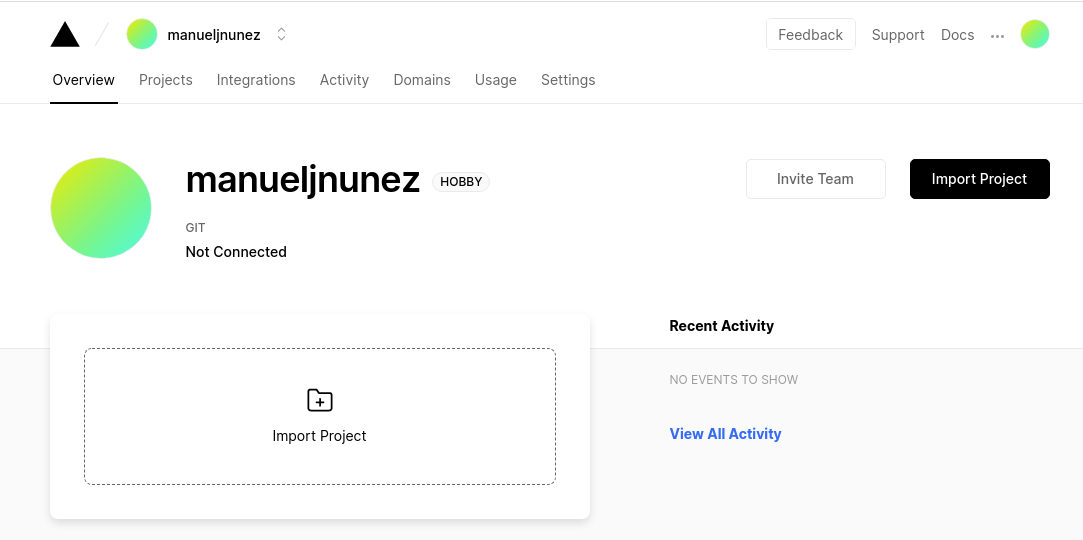 manueljnunez
Feedback Support Docs
Overview Projects Integrations Activity Domains Usage Settings
manueljnunez HOBBY
Invite Team Import Project
GIT
Not Connected
Recent Activity
NO EVENTS TO SHOW
Import Project
View All Activity